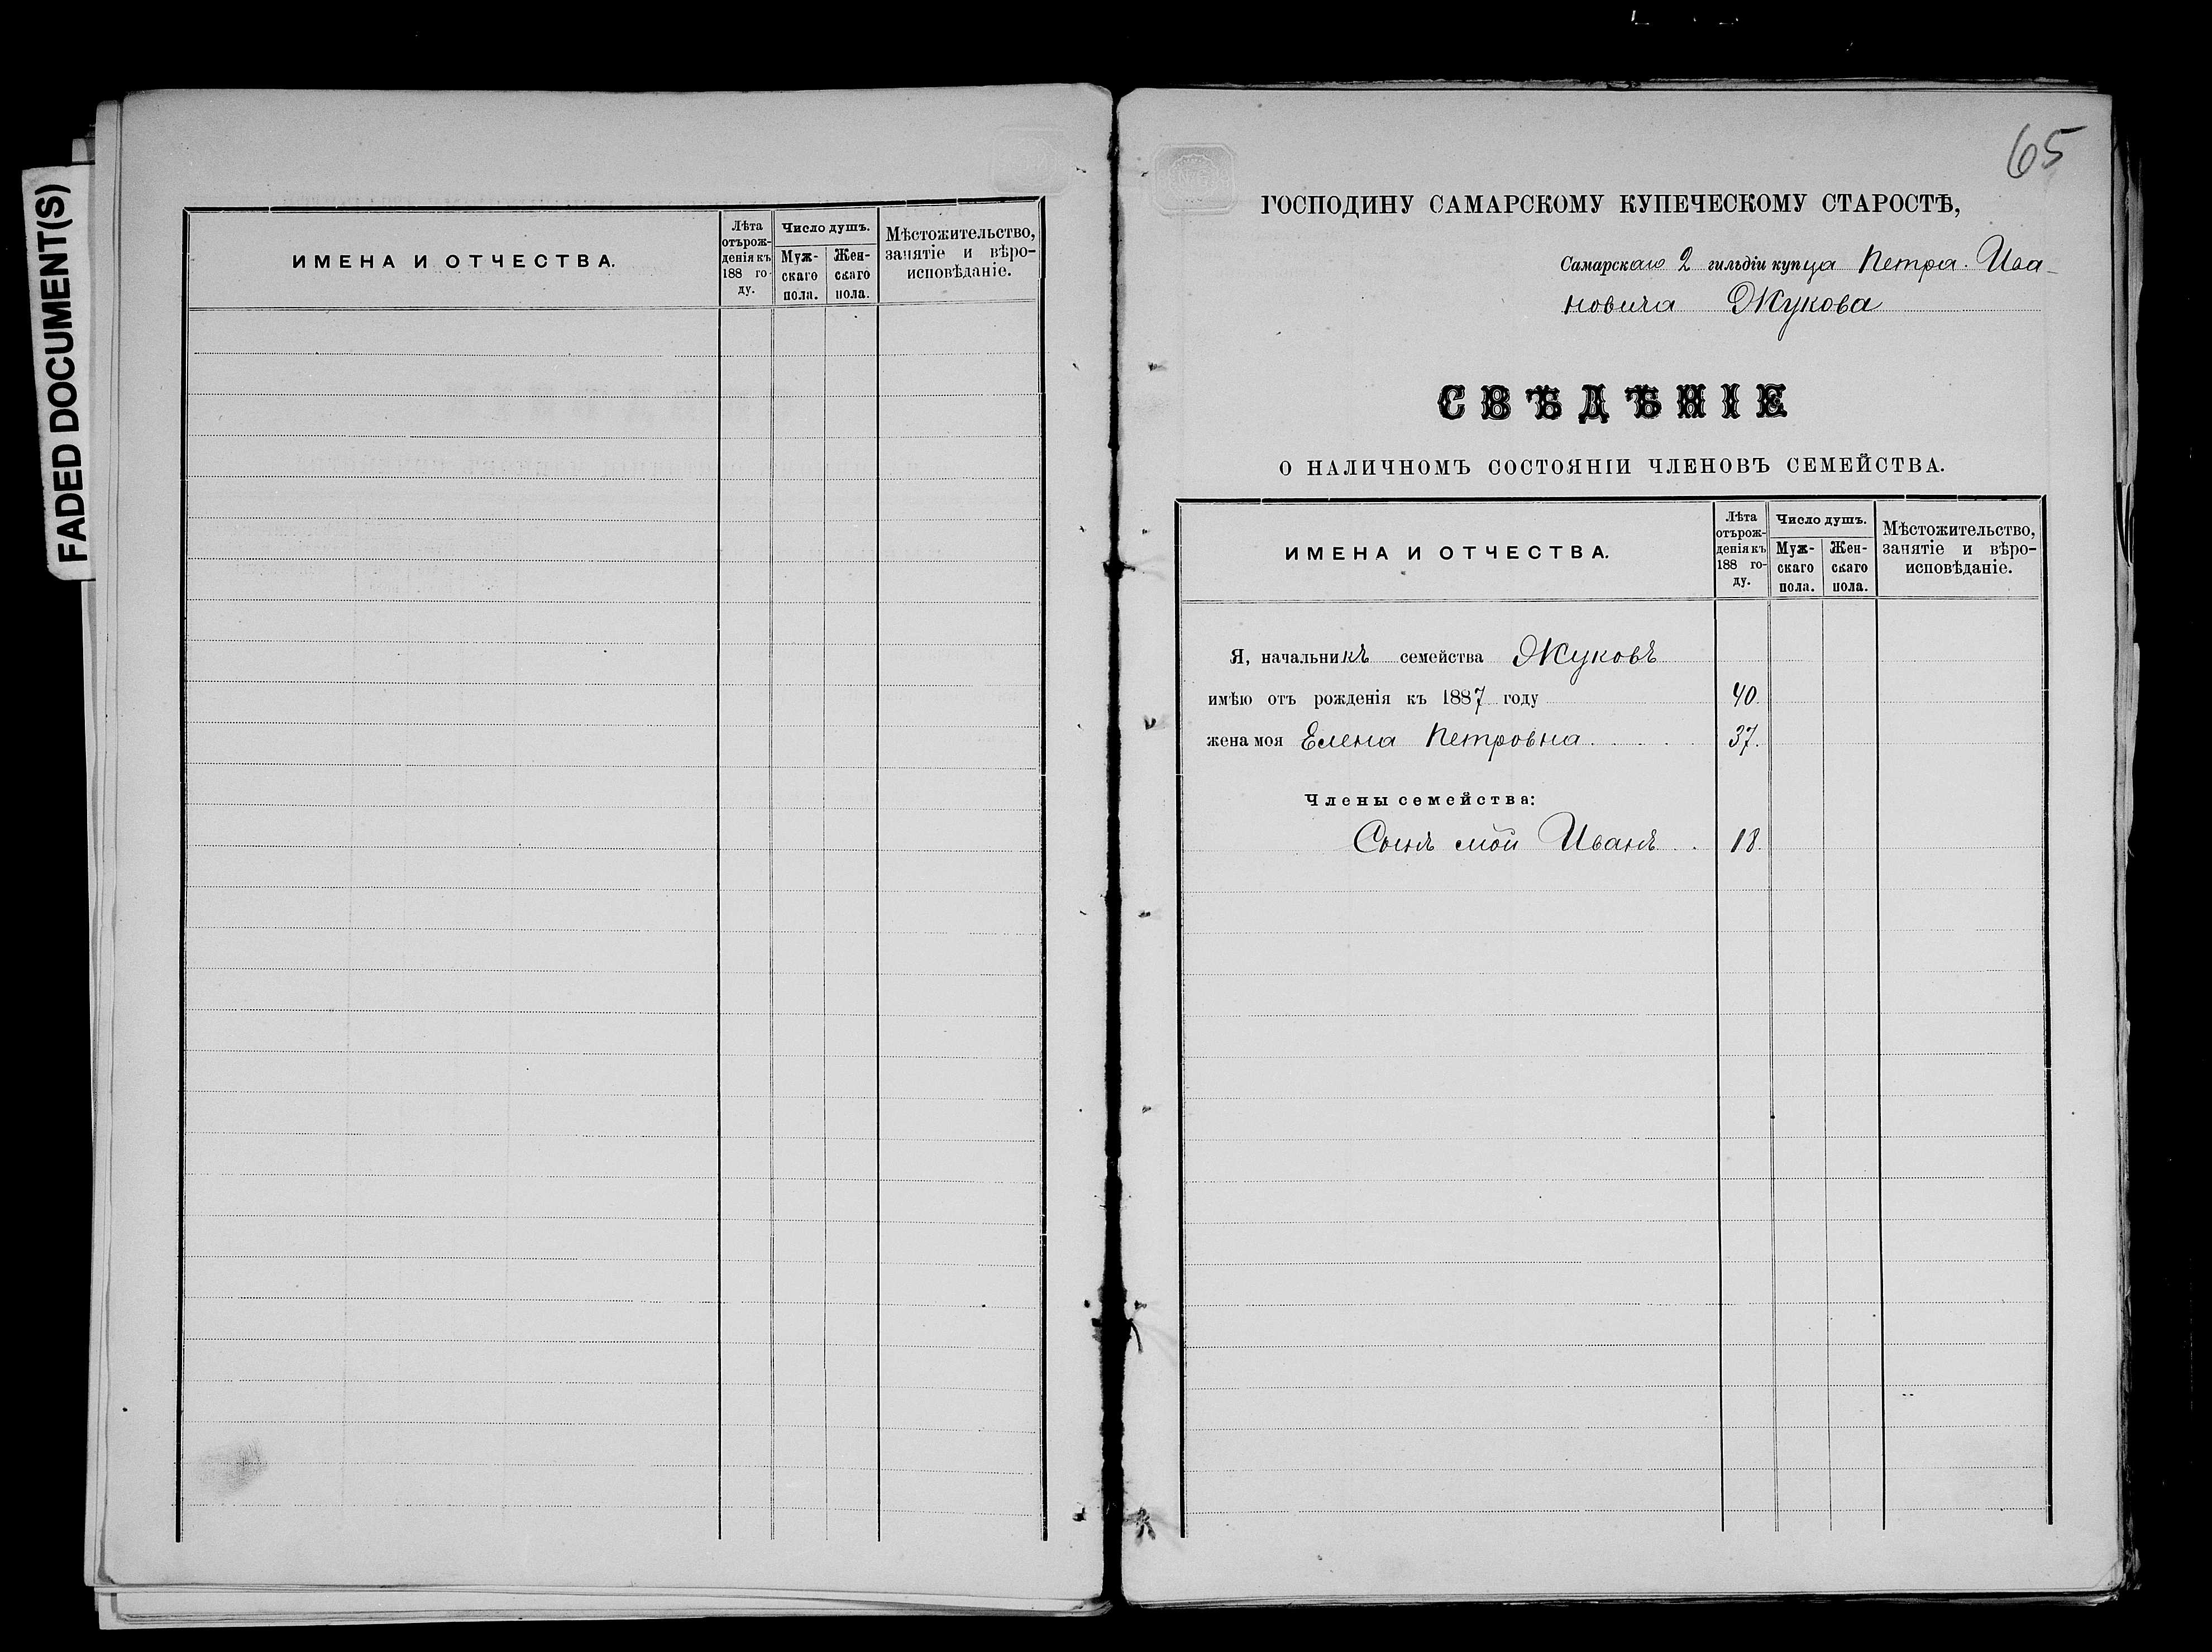 FADED DOCUMENT(S)
ИМЕНА И ОТЧЕСТВА.
Лѣта
отърож-
денія къ
188 го-
ду.
Число душъ.
Муж-
скаго
пола.
Жен-
скаго
пола.
Мѣстожительство,
занятіе и вѣро-
исповѣданіе.
65
ГОСПОДИНУ САМАРСКОМУ КУПЕЧЕСКОМУ СТАРОСТѢ,
Самарскаго 2 гильдіи купца Петра Ива-
новича Жукова
СВѢДѢНІЕ
О НАЛИЧНОМЪ СОСТОЯНІИ ЧЛЕНОВЪ СЕМЕЙСТВА.
ИМЕНА И ОТЧЕСТВА.
Лѣта
отърож-
денія къ
188 го-
ду.
Число душъ.
Муж-
скаго
пола.
Жен-
скаго
пола.
Мѣстожительство,
занятіе и вѣро-
исповѣданіе.
Я, начальникъ семейства Жуковъ
имѣю отъ рожденія къ 1887 году 40.
жена моя Елена Петровна 37.
Члены семейства:
Сынъ мой Иванъ 18.